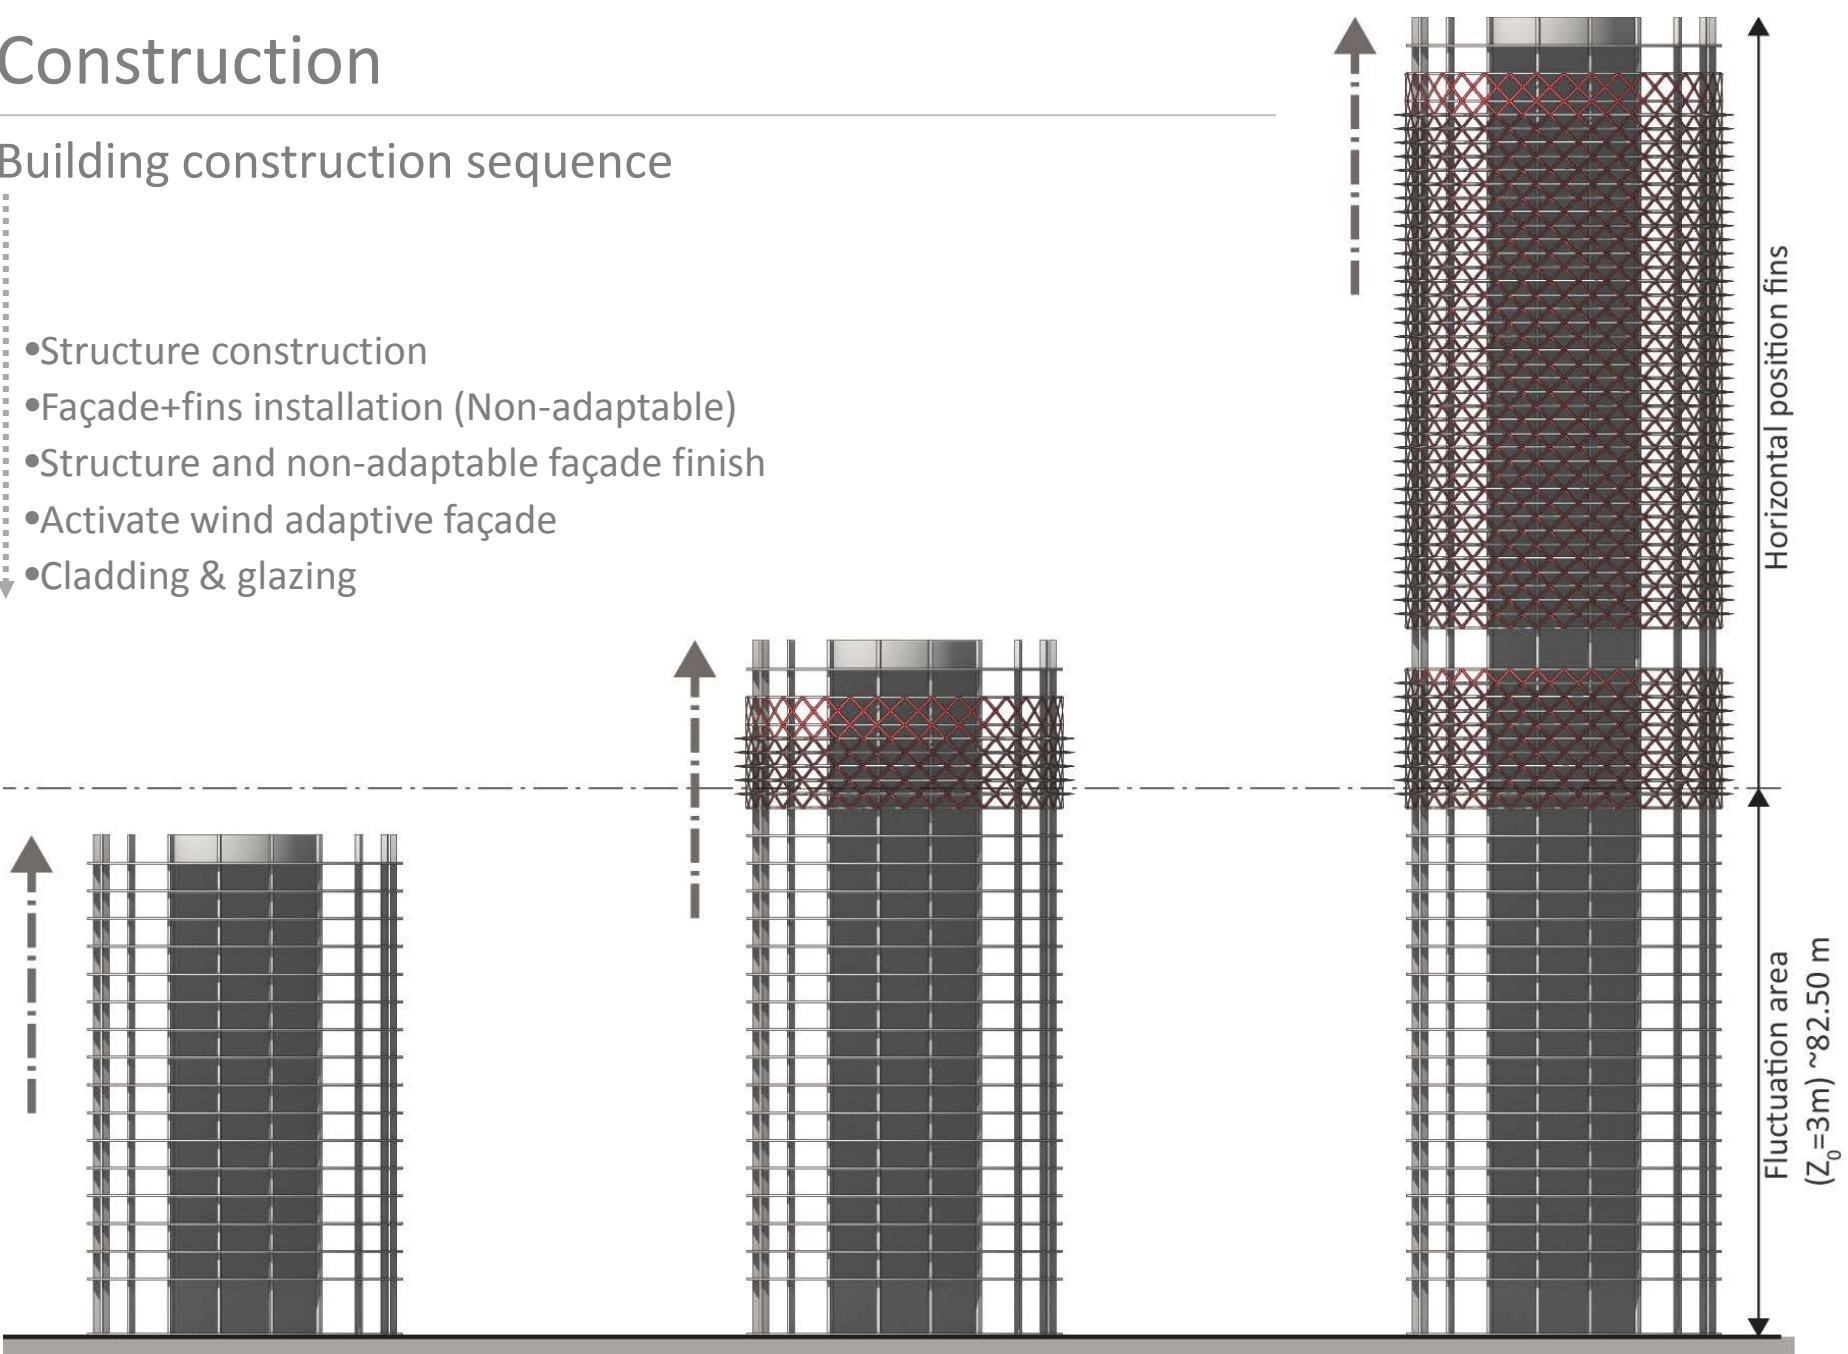 Construction
Building construction sequence
•Structure construction
•Façade+fins installation (Non-adaptable)
•Structure and non-adaptable façade finish
•Activate wind adaptive façade
•Cladding & glazing
Horizontal position fins
Fluctuation area
(Z₀=3m) ~82.50 m